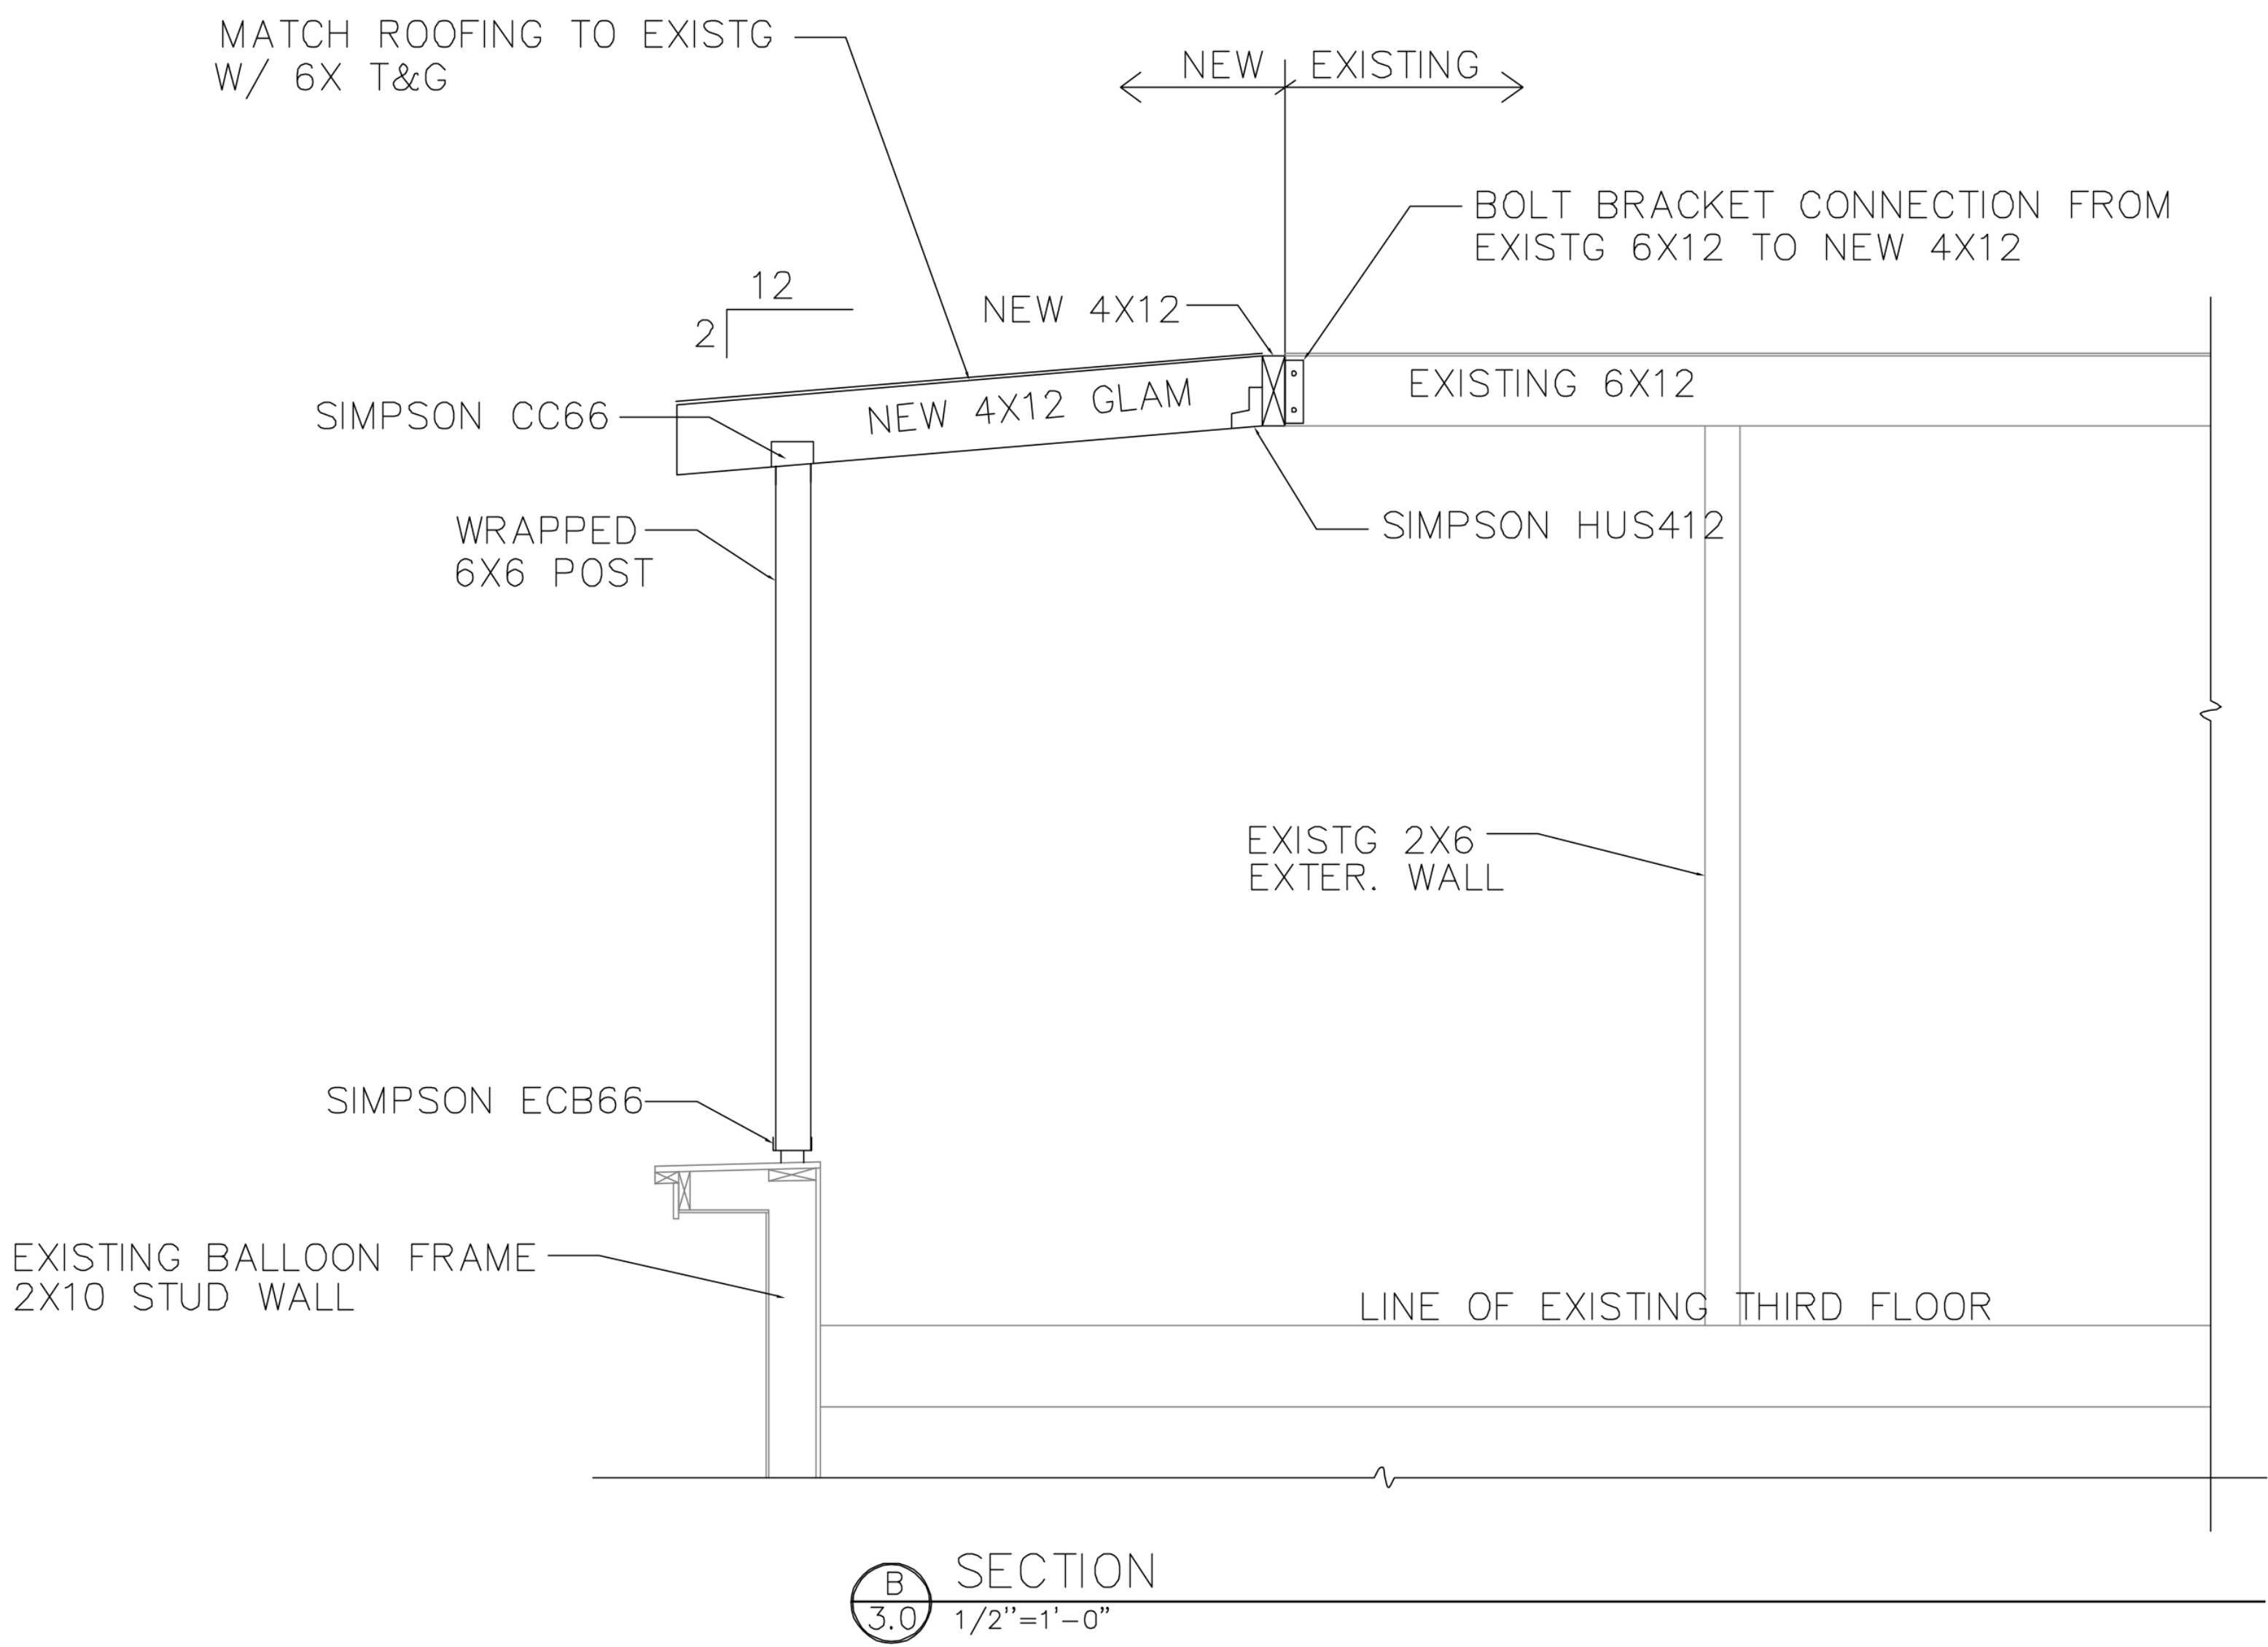 MATCH ROOFING TO EXISTG
W/ 6X T&G
NEW
EXISTING
BOLT BRACKET CONNECTION FROM
EXISTG 6X12 TO NEW 4X12
12
2
NEW 4X12
SIMPSON CC66
NEW 4X12 GLAM
EXISTING 6X12
WRAPPED
6X6 POST
SIMPSON HUS412
EXISTG 2X6
EXTER. WALL
SIMPSON ECB66
EXISTING BALLOON FRAME
2X10 STUD WALL
LINE OF EXISTING THIRD FLOOR
B
3.0
SECTION
1/2"=1'-0"